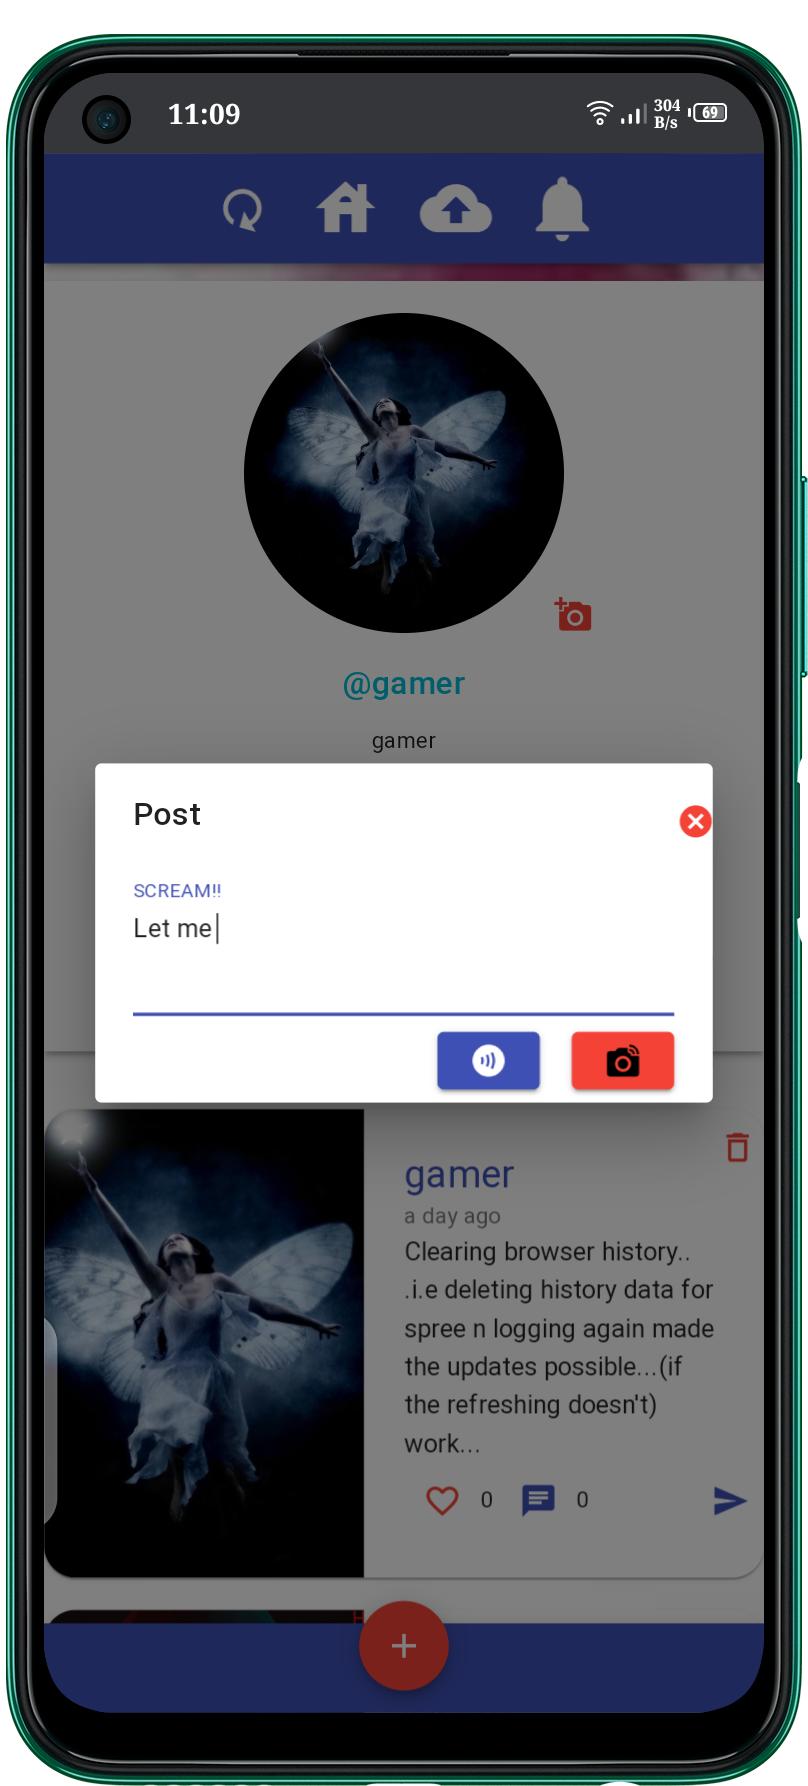 11:09
304
B/s
69
@gamer
gamer
Post
SCREAM!!
Let me
gamer
a day ago
Clearing browser history..
.i.e deleting history data for
spree n logging again made
the updates possible...(if
the refreshing doesn't)
work...
0
0